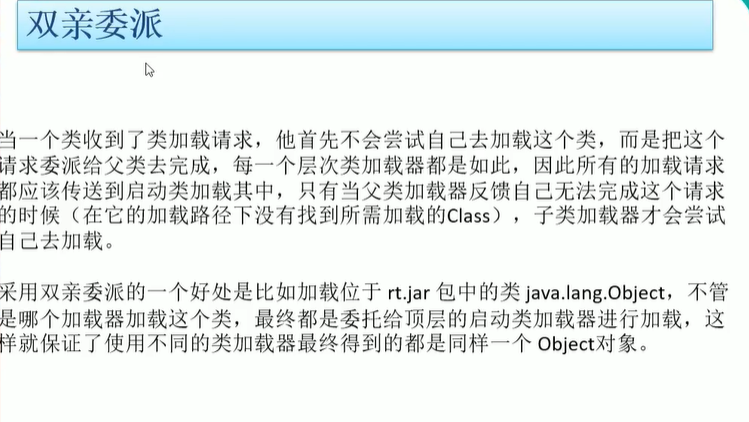 双亲委派
当一个类收到了类加载请求，他首先不会尝试自己去加载这个类，而是把这个
请求委派给父类去完成，每一个层次类加载器都是如此，因此所有的加载请求
都应该传送到启动类加载其中，只有当父类加载器反馈自己无法完成这个请求
的时候（在它的加载路径下没有找到所需加载的Class），子类加载器才会尝试
自己去加载。
采用双亲委派的一个好处是比如加载位于 rt.jar 包中的类 java.lang.Object，不管
是哪个加载器加载这个类，最终都是委托给顶层的启动类加载器进行加载，这
样就保证了使用不同的类加载器最终得到的都是同样一个 Object对象。